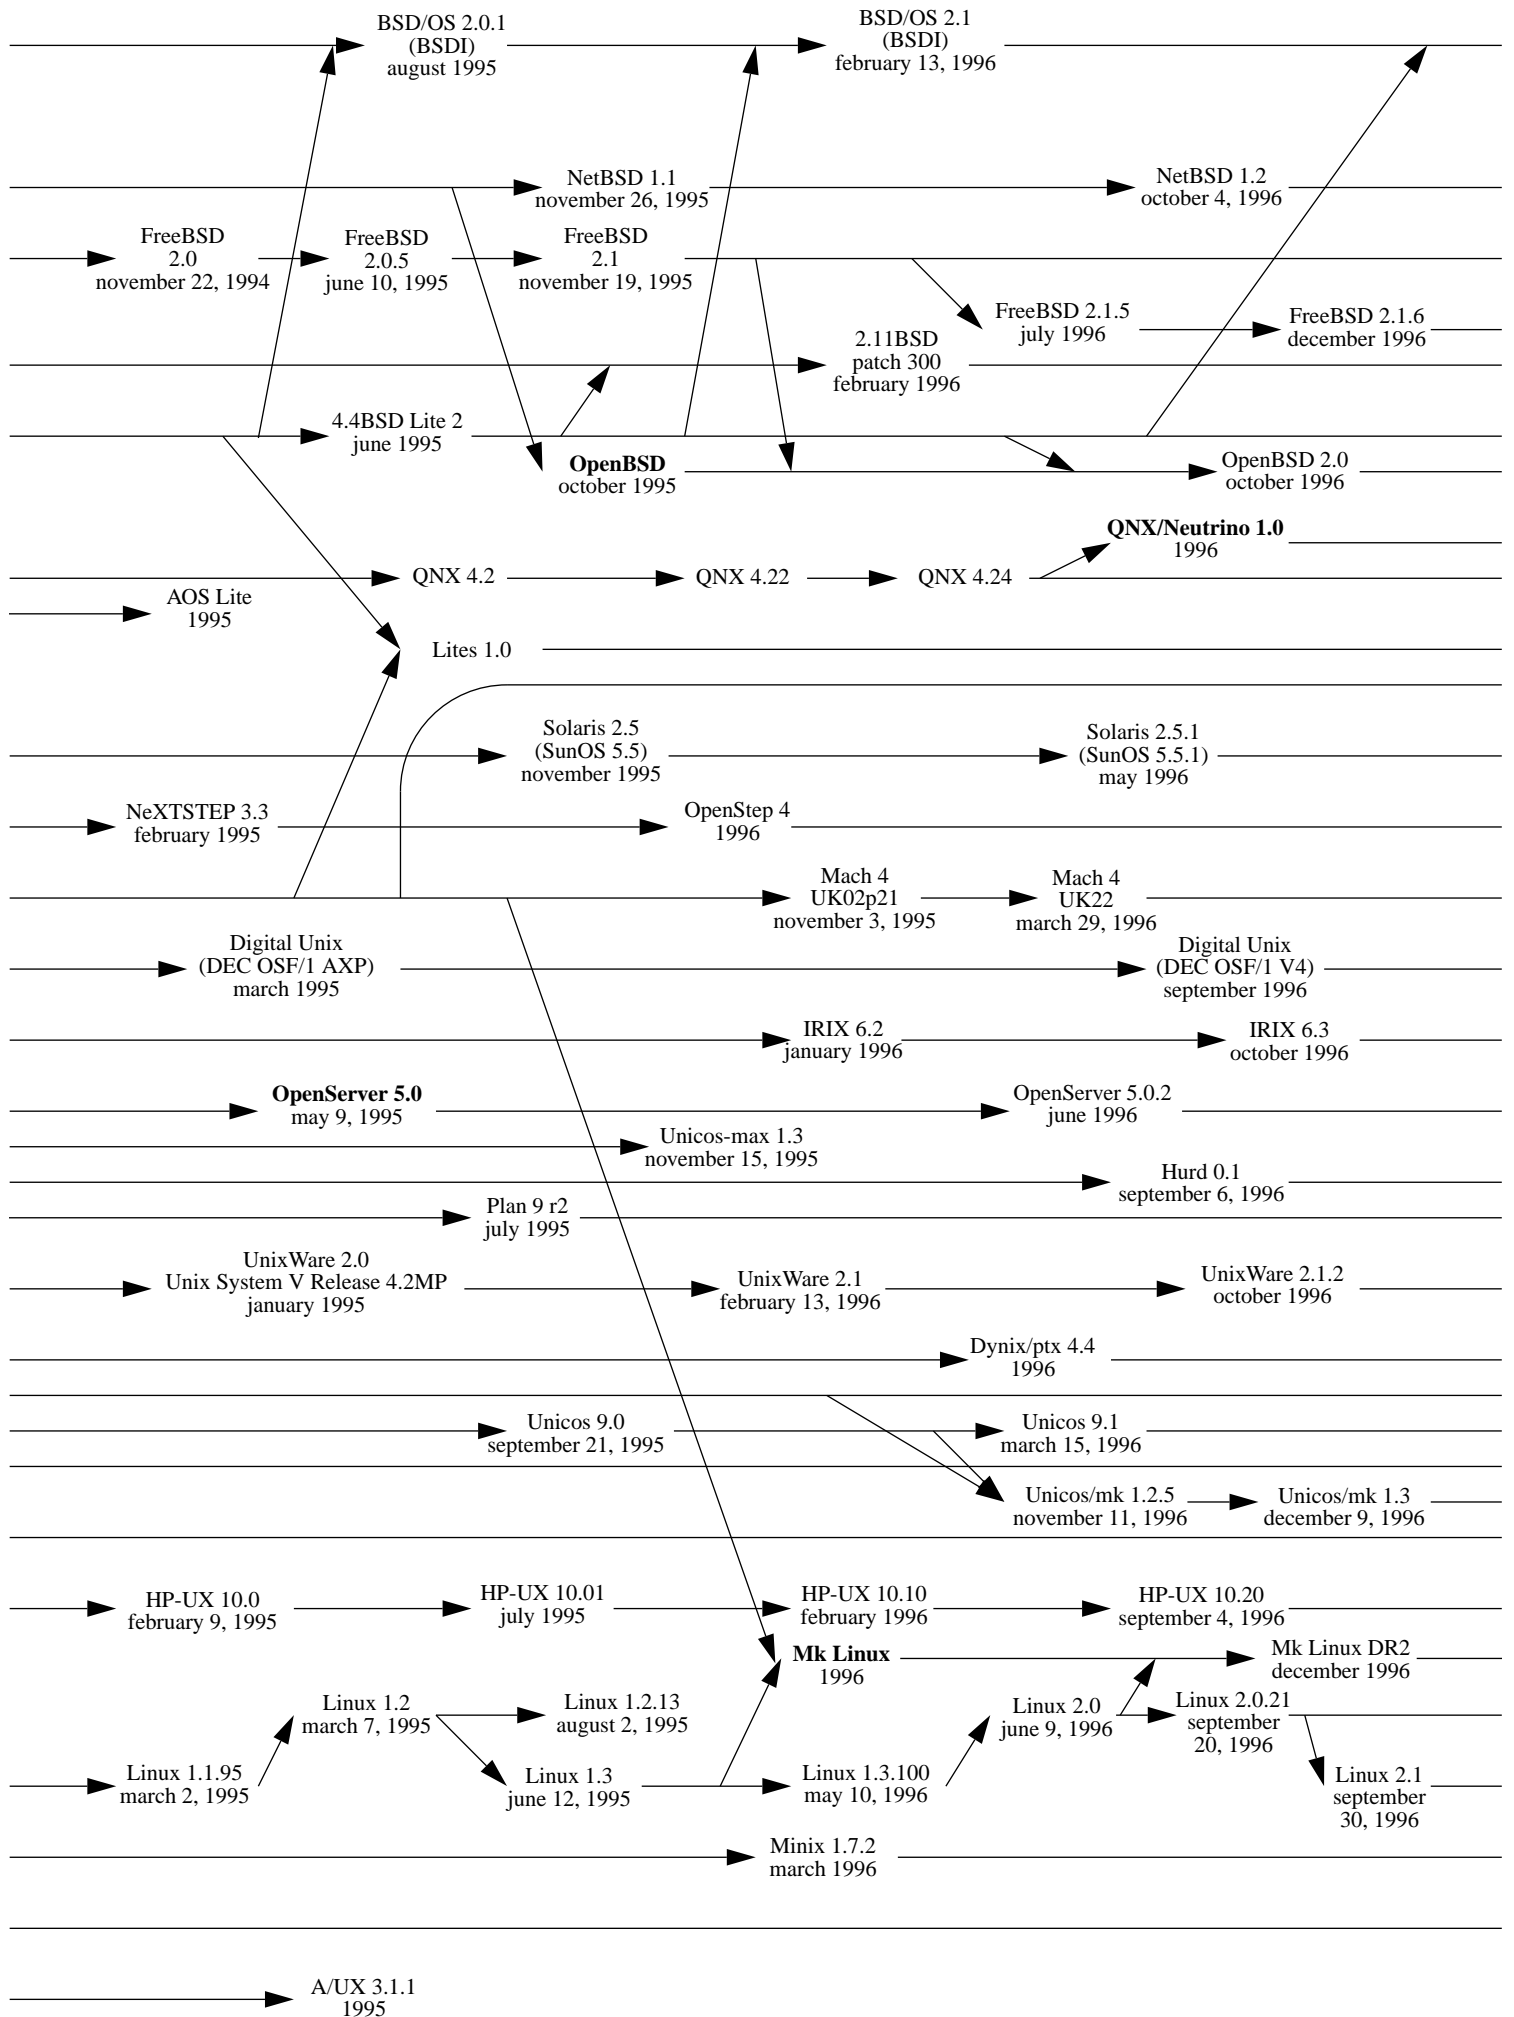 BSD/OS 2.0.1
(BSDI)
august 1995
BSD/OS 2.1
(BSDI)
february 13, 1996
NetBSD 1.1
november 26, 1995
NetBSD 1.2
october 4, 1996
FreeBSD
2.0
november 22, 1994
FreeBSD
2.0.5
june 10, 1995
FreeBSD
2.1
november 19, 1995
FreeBSD 2.1.5
july 1996
FreeBSD 2.1.6
december 1996
2.11BSD
patch 300
february 1996
4.4BSD Lite 2
june 1995
OpenBSD
october 1995
OpenBSD 2.0
october 1996
QNX/Neutrino 1.0
1996
QNX 4.2
QNX 4.22
QNX 4.24
AOS Lite
1995
Lites 1.0
Solaris 2.5
(SunOS 5.5)
november 1995
Solaris 2.5.1
(SunOS 5.5.1)
may 1996
NeXTSTEP 3.3
february 1995
OpenStep 4
1996
Mach 4
UK02p21
november 3, 1995
Mach 4
UK22
march 29, 1996
Digital Unix
(DEC OSF/1 AXP)
march 1995
Digital Unix
(DEC OSF/1 V4)
september 1996
IRIX 6.2
january 1996
IRIX 6.3
october 1996
OpenServer 5.0
may 9, 1995
OpenServer 5.0.2
june 1996
Unicos-max 1.3
november 15, 1995
Hurd 0.1
september 6, 1996
Plan 9 r2
july 1995
UnixWare 2.0
Unix System V Release 4.2MP
january 1995
UnixWare 2.1
february 13, 1996
UnixWare 2.1.2
october 1996
Dynix/ptx 4.4
1996
Unicos 9.0
september 21, 1995
Unicos 9.1
march 15, 1996
Unicos/mk 1.2.5
november 11, 1996
Unicos/mk 1.3
december 9, 1996
HP-UX 10.0
february 9, 1995
HP-UX 10.01
july 1995
HP-UX 10.10
february 1996
HP-UX 10.20
september 4, 1996
Mk Linux
1996
Mk Linux DR2
december 1996
Linux 1.2
march 7, 1995
Linux 1.2.13
august 2, 1995
Linux 2.0
june 9, 1996
Linux 2.0.21
september
20, 1996
Linux 1.1.95
march 2, 1995
Linux 1.3
june 12, 1995
Linux 1.3.100
may 10, 1996
Linux 2.1
september
30, 1996
Minix 1.7.2
march 1996
A/UX 3.1.1
1995